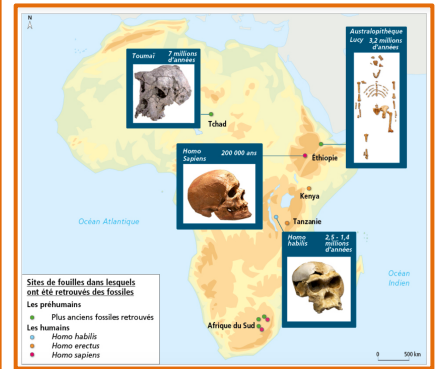 N
Toumaï 7 millions
d'années
Australopithèque
Lucy 3,2 millions
d'années
Tchad
Homo
Sapiens 200 000 ans
Éthiopie
Kenya
Océan Atlantique
Tanzanie
Homo
habilis 2,5 - 1,4
millions
d'années
Océan
Indien
Sites de fouilles dans lesquels
ont été retrouvés des fossiles
Les préhumains
Plus anciens fossiles retrouvés
Les humains
Homo habilis
Homo erectus
Homo sapiens
Afrique du Sud
0 500 km